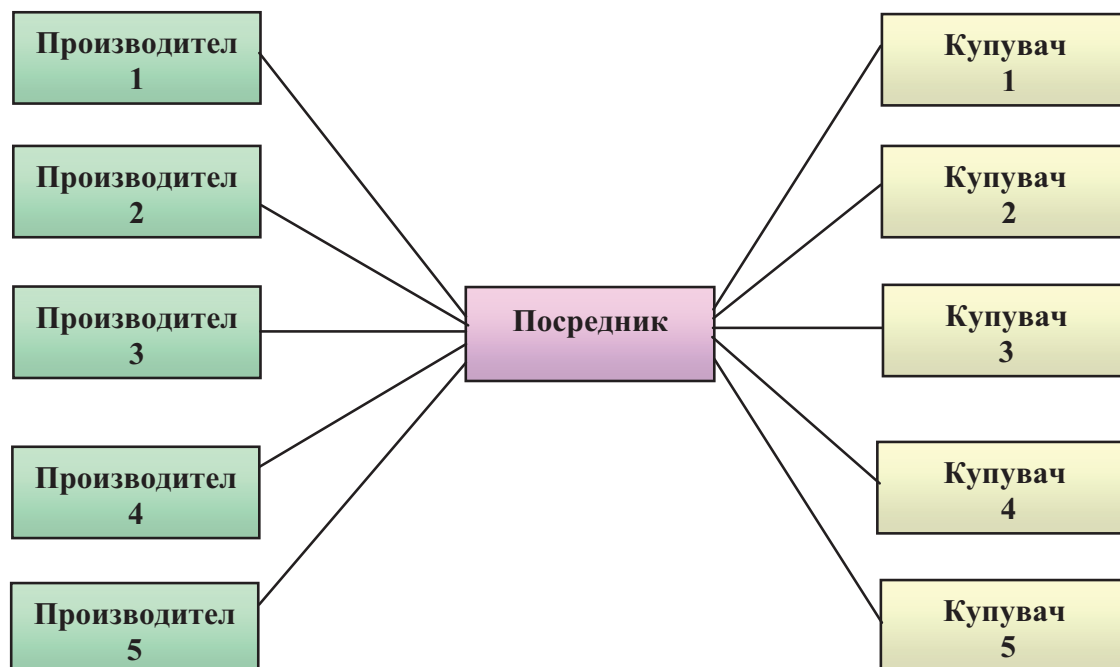 Производител
1
Производител
2
Производител
3
Производител
4
Производител
5
Посредник
Купувач
1
Купувач
2
Купувач
3
Купувач
4
Купувач
5